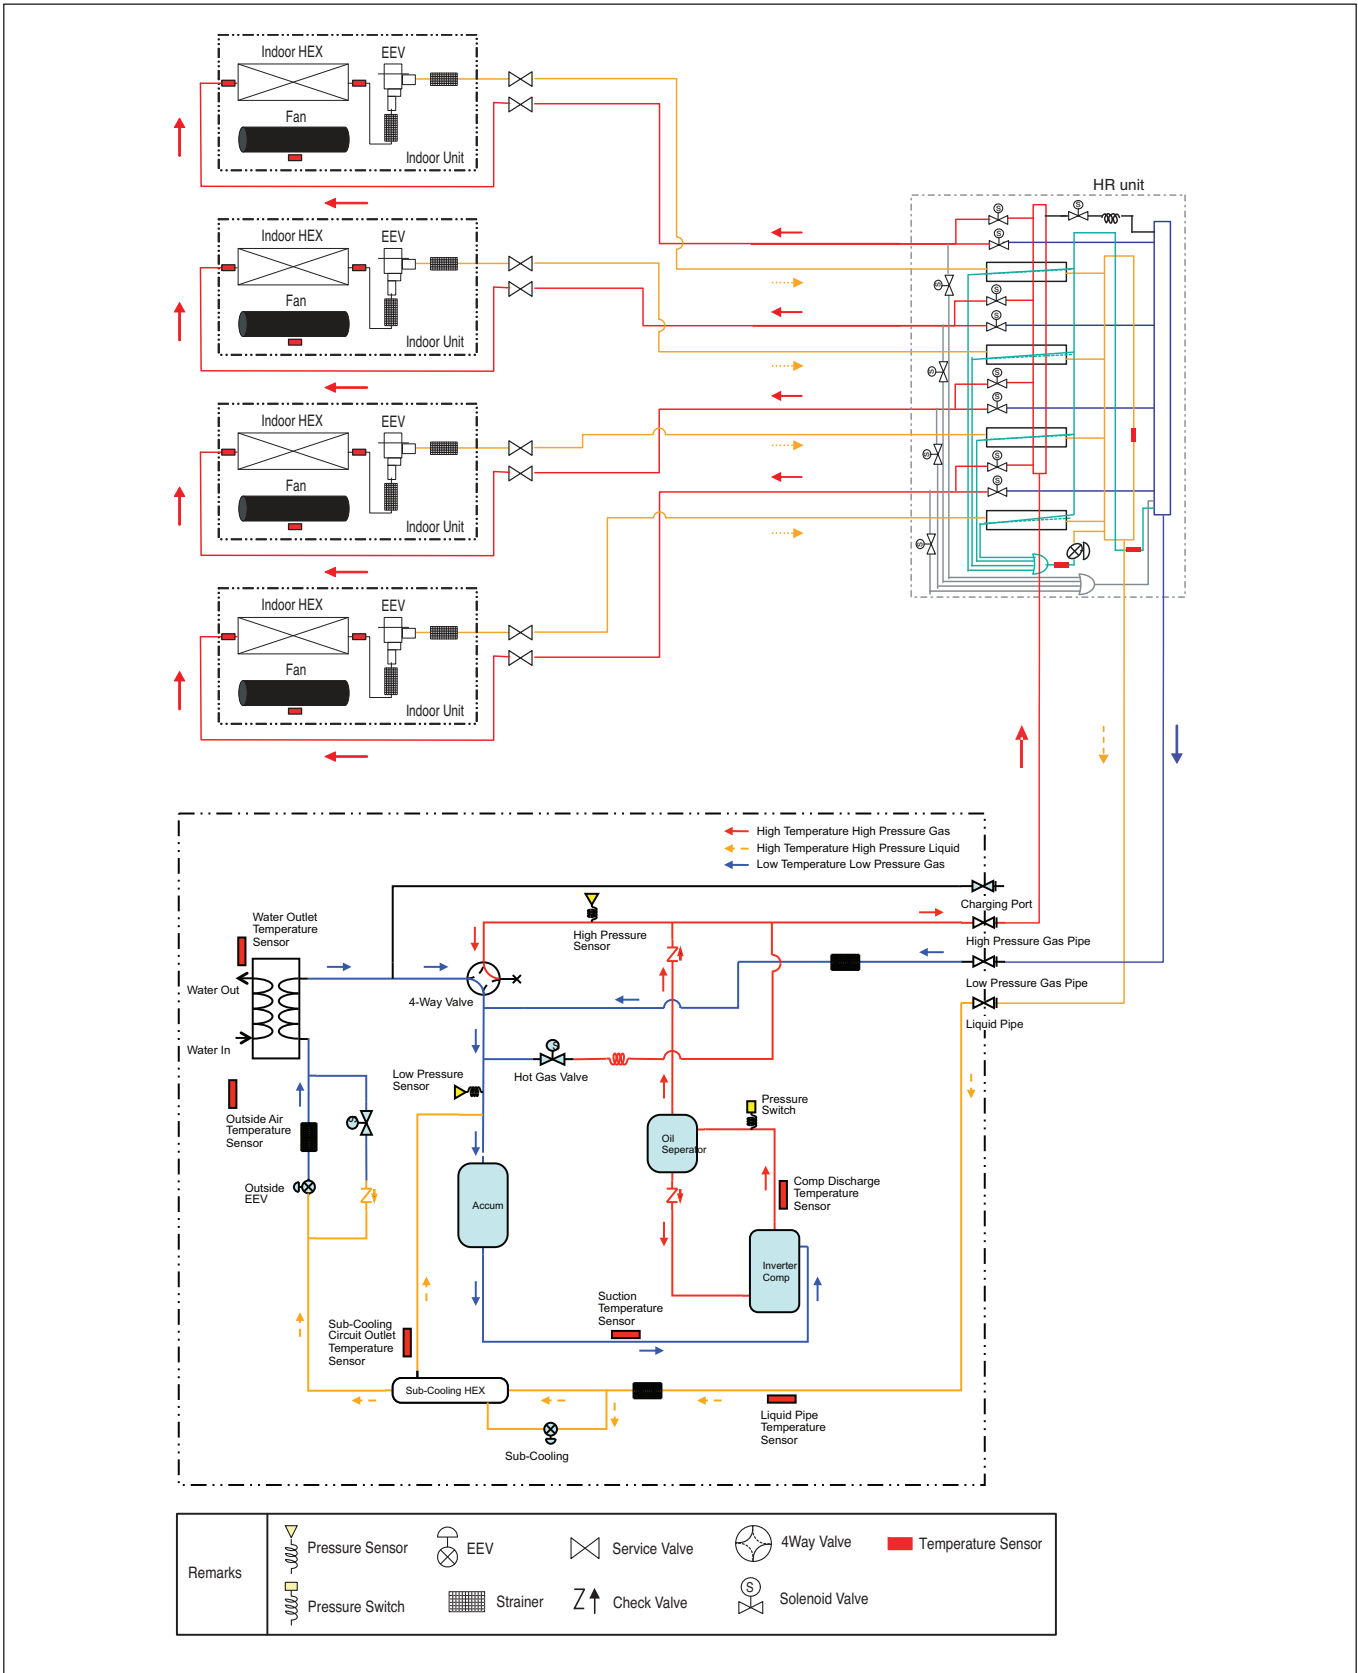 Indoor HEX
EEV
Fan
Indoor Unit
HR unit
S
S
S
Indoor HEX
EEV
Fan
Indoor Unit
S
S
S
Indoor HEX
EEV
Fan
Indoor Unit
S
S
S
S
S
S
Indoor HEX
EEV
Fan
Indoor Unit
High Temperature High Pressure Gas
High Temperature High Pressure Liquid
Low Temperature Low Pressure Gas
Charging Port
Water Outlet
Temperature
Sensor
High Pressure
Sensor
High Pressure Gas Pipe
Water Out
4-Way Valve
Low Pressure Gas Pipe
Liquid Pipe
Water In
S
Hot Gas Valve
Low Pressure
Sensor
Pressure
Switch
Outside Air
Temperature
Sensor
S
Oil
Seperator
Outside
EEV
Comp Discharge
Temperature
Sensor
Accum
Inverter
Comp
Suction
Temperature
Sensor
Sub-Cooling
Circuit Outlet
Temperature
Sensor
Sub-Cooling HEX
Liquid Pipe
Temperature
Sensor
Sub-Cooling
Remarks
Pressure Sensor
EEV
Service Valve
4Way Valve
Temperature Sensor
Pressure Switch
Strainer
Check Valve
S
Solenoid Valve